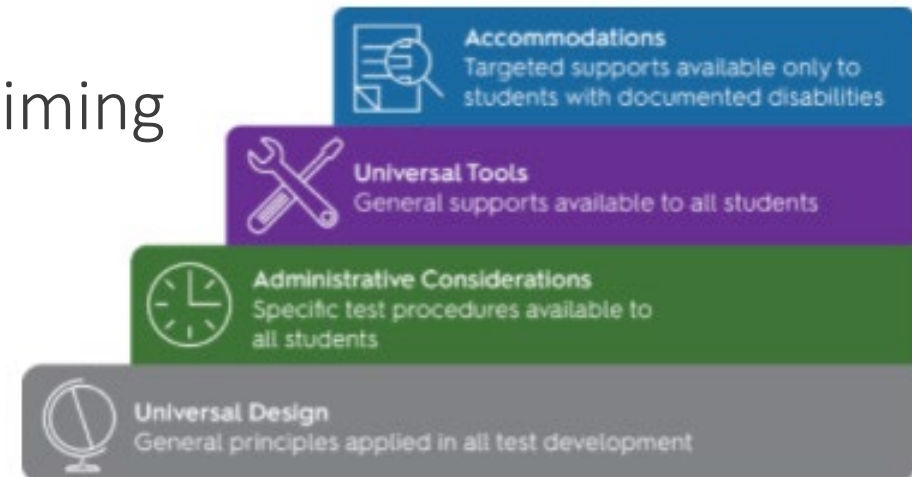 iming
Accommodations
Targeted supports available only to
students with documented disabilities
Universal Tools
General supports available to all students
Administrative Considerations
Specific test procedures available to
all students
Universal Design
General principles applied in all test development